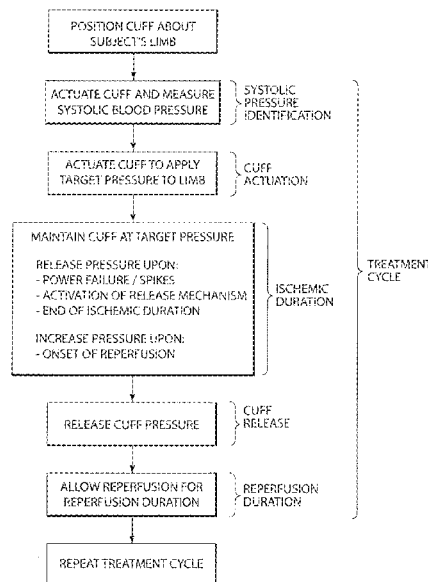 POSITION CUFF ABOUT
SUBJECT'S LIMB
ACTUATE CUFF AND MEASURE
SYSTOLIC BLOOD PRESSURE
SYSTOLIC
PRESSURE
IDENTIFICATION
ACTUATE CUFF TO APPLY
TARGET PRESSURE TO LIMB
CUFF
ACTUATION
MAINTAIN CUFF AT TARGET PRESSURE
RELEASE PRESSURE UPON:
- POWER FAILURE / SPIKES
- ACTIVATION OF RELEASE MECHANISM
- END OF ISCHEMIC DURATION
INCREASE PRESSURE UPON:
- ONSET OF REPERFUSION
ISCHEMIC
DURATION
TREATMENT
CYCLE
RELEASE CUFF PRESSURE
CUFF
RELEASE
ALLOW REPERFUSION FOR
REPERFUSION DURATION
REPERFUSION
DURATION
REPEAT TREATMENT CYCLE